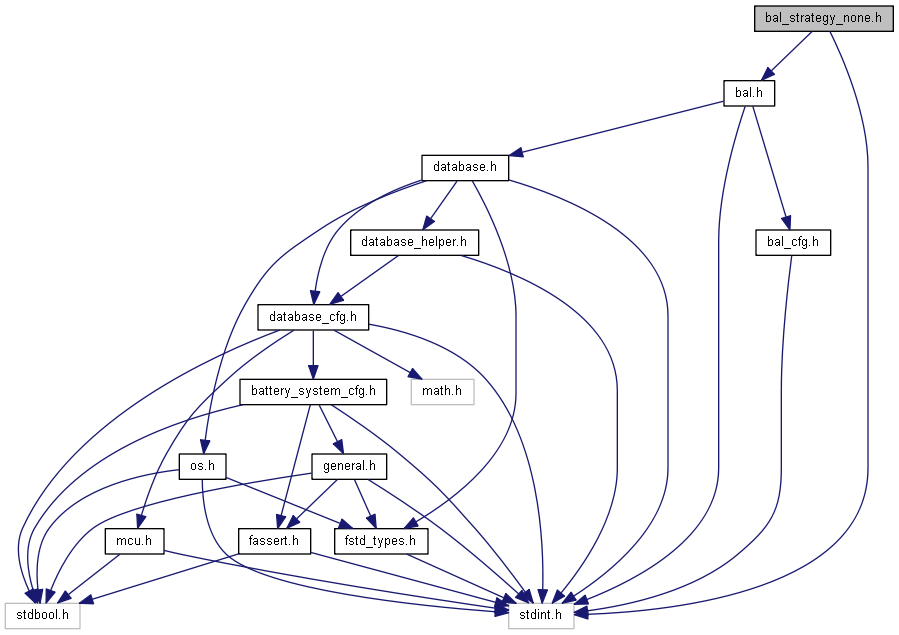 bal_strategy_none.h
bal.h
database.h
database_helper.h
bal_cfg.h
database_cfg.h
battery_system_cfg.h
math.h
os.h
general.h
mcu.h
fassert.h
fstd_types.h
stdbool.h
stdint.h